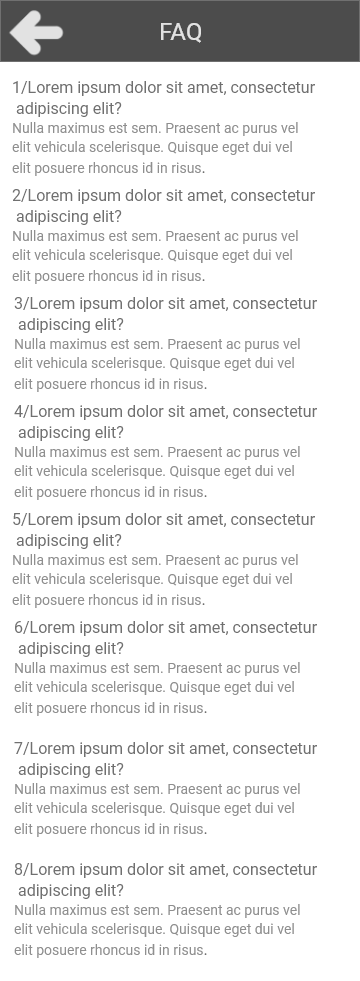 FAQ
1/Lorem ipsum dolor sit amet, consectetur
adipiscing elit?
Nulla maximus est sem. Praesent ac purus vel
elit vehicula scelerisque. Quisque eget dui vel
elit posuere rhoncus id in risus.
2/Lorem ipsum dolor sit amet, consectetur
adipiscing elit?
Nulla maximus est sem. Praesent ac purus vel
elit vehicula scelerisque. Quisque eget dui vel
elit posuere rhoncus id in risus.
3/Lorem ipsum dolor sit amet, consectetur
adipiscing elit?
Nulla maximus est sem. Praesent ac purus vel
elit vehicula scelerisque. Quisque eget dui vel
elit posuere rhoncus id in risus.
4/Lorem ipsum dolor sit amet, consectetur
adipiscing elit?
Nulla maximus est sem. Praesent ac purus vel
elit vehicula scelerisque. Quisque eget dui vel
elit posuere rhoncus id in risus.
5/Lorem ipsum dolor sit amet, consectetur
adipiscing elit?
Nulla maximus est sem. Praesent ac purus vel
elit vehicula scelerisque. Quisque eget dui vel
elit posuere rhoncus id in risus.
6/Lorem ipsum dolor sit amet, consectetur
adipiscing elit?
Nulla maximus est sem. Praesent ac purus vel
elit vehicula scelerisque. Quisque eget dui vel
elit posuere rhoncus id in risus.
7/Lorem ipsum dolor sit amet, consectetur
adipiscing elit?
Nulla maximus est sem. Praesent ac purus vel
elit vehicula scelerisque. Quisque eget dui vel
elit posuere rhoncus id in risus.
8/Lorem ipsum dolor sit amet, consectetur
adipiscing elit?
Nulla maximus est sem. Praesent ac purus vel
elit vehicula scelerisque. Quisque eget dui vel
elit posuere rhoncus id in risus.